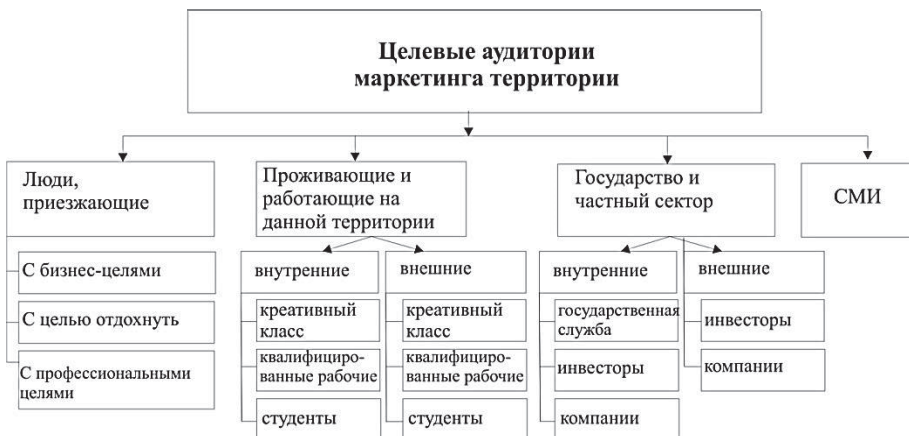 Целевые аудитории
маркетинга территории
Люди,
приезжающие
Проживающие и
работающие на
данной территории
Государство и
частный сектор
СМИ
С бизнес-целями
С целью отдохнуть
С профессиональными
целями
внутренние
креативный
класс
квалифициро-
ванные рабочие
студенты
внешние
креативный
класс
квалифициро-
ванные рабочие
студенты
внутренние
государственная
служба
инвесторы
компании
внешние
инвесторы
компании